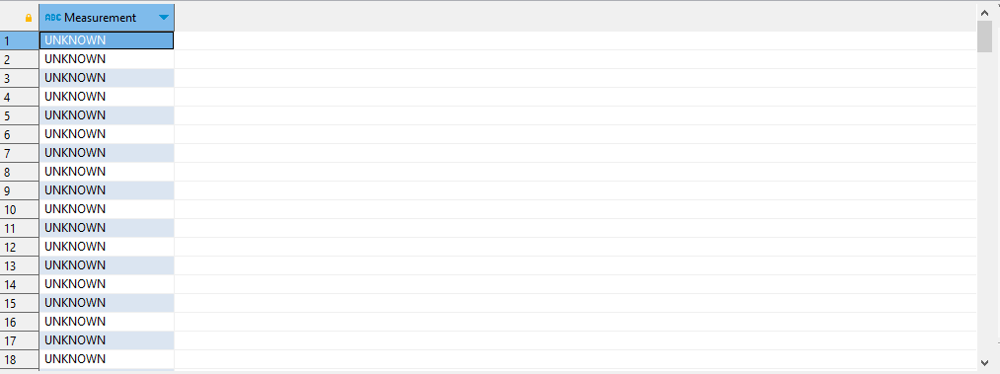 ABC Measurement
1 UNKNOWN
2 UNKNOWN
3 UNKNOWN
4 UNKNOWN
5 UNKNOWN
6 UNKNOWN
7 UNKNOWN
8 UNKNOWN
9 UNKNOWN
10 UNKNOWN
11 UNKNOWN
12 UNKNOWN
13 UNKNOWN
14 UNKNOWN
15 UNKNOWN
16 UNKNOWN
17 UNKNOWN
18 UNKNOWN